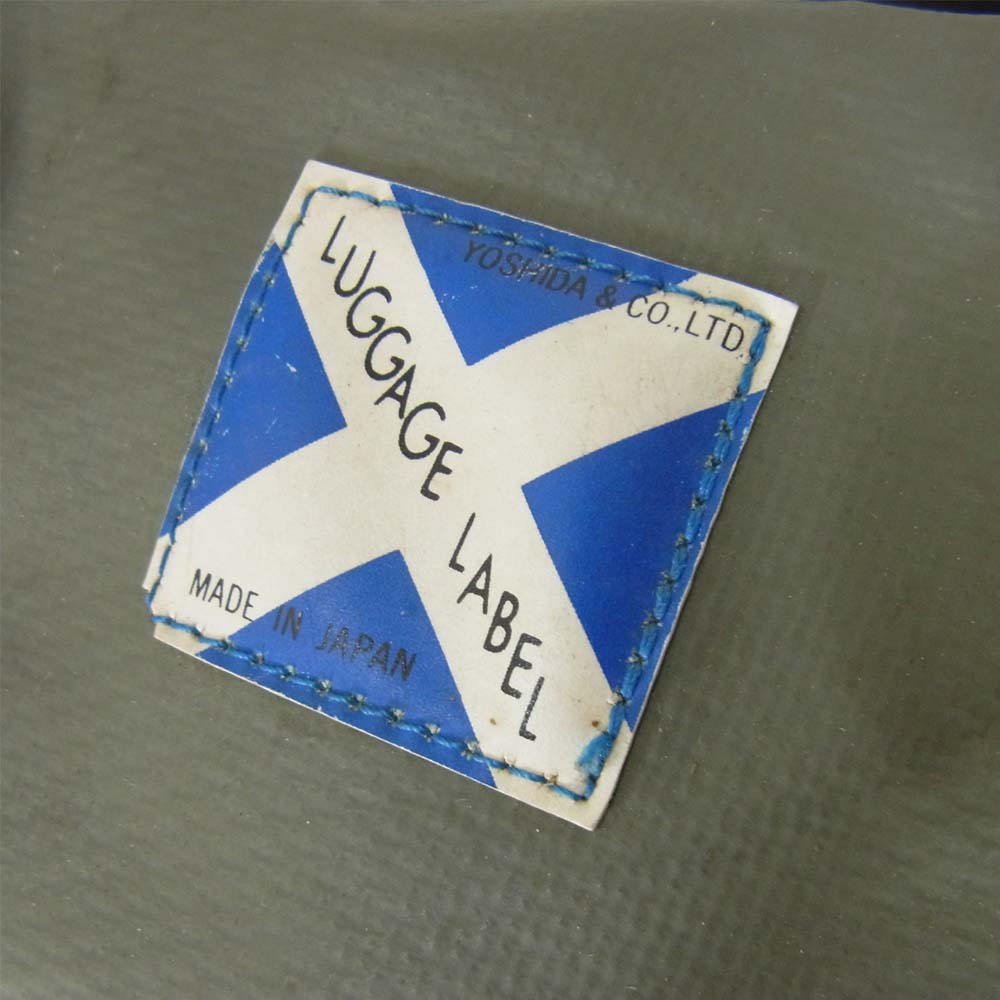 YOSHIDA & CO.,LTD.
LUGGAGE LABEL
MADE IN JAPAN